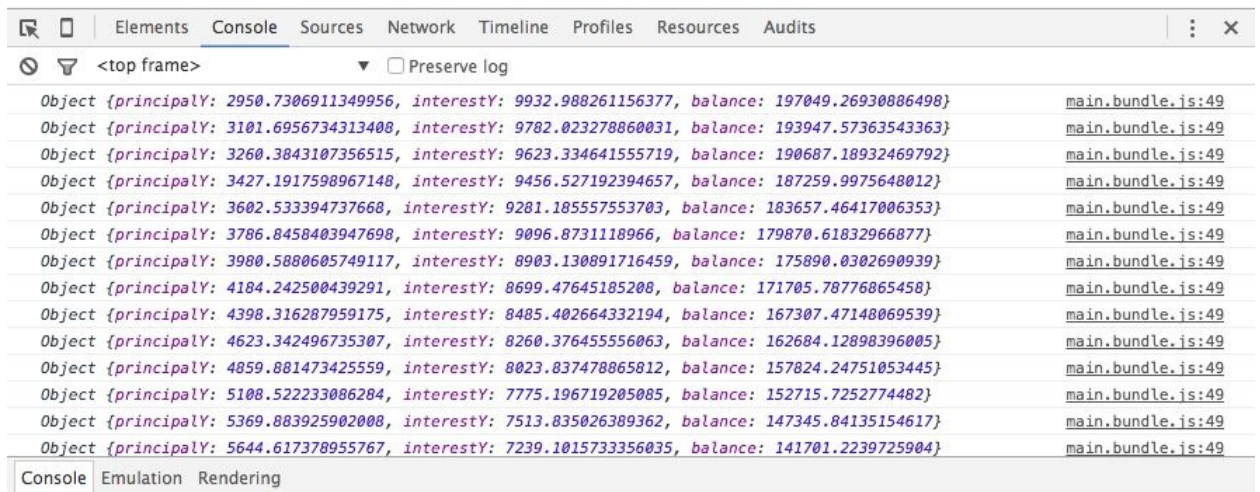 Elements Console Sources Network Timeline Profiles Resources Audits
<top frame> Preserve log
Object {principalY: 2950.7306911349956, interestY: 9932.988261156377, balance: 197049.26930886498} main.bundle.js:49
Object {principalY: 3101.6956734313408, interestY: 9782.023278860031, balance: 193947.57363543363} main.bundle.js:49
Object {principalY: 3260.3843107356515, interestY: 9623.334641555719, balance: 190687.18932469792} main.bundle.js:49
Object {principalY: 3427.1917598967148, interestY: 9456.527192394657, balance: 187259.9975648012} main.bundle.js:49
Object {principalY: 3602.533394737668, interestY: 9281.185557553703, balance: 183657.46417006353} main.bundle.js:49
Object {principalY: 3786.8458403947698, interestY: 9096.8731118966, balance: 179870.61832966877} main.bundle.js:49
Object {principalY: 3980.5880605749117, interestY: 8903.130891716459, balance: 175890.0302690939} main.bundle.js:49
Object {principalY: 4184.242500439291, interestY: 8699.47645185208, balance: 171705.78776865458} main.bundle.js:49
Object {principalY: 4398.316287959175, interestY: 8485.402664332194, balance: 167307.47148069539} main.bundle.js:49
Object {principalY: 4623.342496735307, interestY: 8260.376455556063, balance: 162684.12898396005} main.bundle.js:49
Object {principalY: 4859.881473425559, interestY: 8023.837478865812, balance: 157824.24751053445} main.bundle.js:49
Object {principalY: 5108.522233086284, interestY: 7775.196719205085, balance: 152715.7252774482} main.bundle.js:49
Object {principalY: 5369.883925902008, interestY: 7513.835026389362, balance: 147345.84135154617} main.bundle.js:49
Object {principalY: 5644.617378955767, interestY: 7239.1015733356035, balance: 141701.2239725904} main.bundle.js:49
Console Emulation Rendering